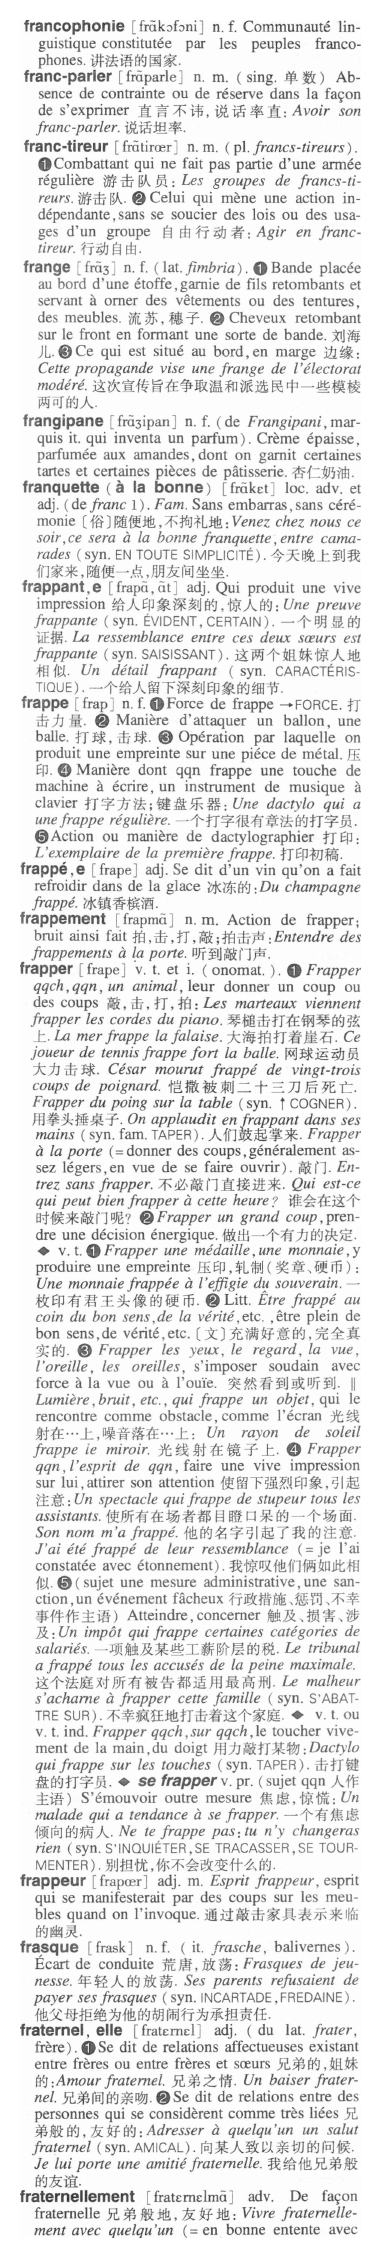 francophonie [frãkɔfɔni] n. f. Communauté lin-
guistique constitutée par les peuples franco-
phones. 讲法语的国家.
franc-parler [frãparle] n. m. ( sing. 单数) Ab-
sence de contrainte ou de réserve dans la façon
de s'exprimer 直言不讳,说话率直: Avoir son
franc-parler. 说话坦率.
franc-tireur [frãtirœr] n. m. ( pl. francs-tireurs).
❶Combattant qui ne fait pas partie d'une armée
régulière 游击队员: Les groupes de francs-ti-
reurs. 游击队. ❷ Celui qui mène une action in-
dépendante,sans se soucier des lois ou des usa-
ges d'un groupe 自由行动者: Agir en franc-
tireur. 行动自由.
frange [frãʒ] n. f. ( lat. fimbria). ❶ Bande placée
au bord d'une étoffe,garnie de fils retombants et
servant à orner des vêtements ou des tentures,
des meubles. 流苏,穗子. ❷ Cheveux retombant
sur le front en formant une sorte de bande. 刘海
儿. ❸ Ce qui est situé au bord,en marge 边缘:
Cette propagande vise une frange de l'électorat
modéré. 这次宣传旨在争取温和派选民中一些模棱
两可的人.
frangipane [frãʒipan] n. f. ( de Frangipani, mar-
quis it. qui inventa un parfum). Crème épaisse,
parfumée aux amandes, dont on garnit certaines
tartes et certaines pièces de pâtisserie. 杏仁奶油.
franquette ( à la bonne) [frãkɛt] loc. adv. et
adj. (de franc 1). Fam. Sans embarras,sans céré-
monie [俗]随便地,不拘礼地:Venez chez nous ce
soir,ce sera à la bonne franquette, entre cama-
rades (syn. EN TOUTE SIMPLICITÉ). 今天晚上到我
们家来,随便一点,朋友间坐坐.
frappant,e [frapã, ãt] adj. Qui produit une vive
impression 给人印象深刻的,惊人的: Une preuve
frappante (syn. ÉVIDENT, CERTAIN). 一个明显的
证据. La ressemblance entre ces deux sœurs est
frappante (syn. SAISISSANT). 这两个姐妹惊人地
相似. Un détail frappant ( syn. CARACTÉRIS-
TIQUE). 一个给人留下深刻印象的细节.
frappe [frap] n. f. ❶Force de frappe →FORCE. 打
击力量. ❷ Manière d'attaquer un ballon, une
balle. 打球,击球. ❸ Opération par laquelle on
produit une empreinte sur une piéce de métal. 压
印. ❹ Manière dont qqn frappe une touche de
machine à écrire, un instrument de musique à
clavier 打字方法;键盘乐器: Une dactylo qui a
une frappe régulière. 一个打字很有章法的打字员.
❺Action ou manière de dactylographier 打印:
L'exemplaire de la première frappe. 打印初稿.
frappé,e [frape] adj. Se dit d'un vin qu'on a fait
refroidir dans de la glace 冰冻的:Du champagne
frappé. 冰镇香槟酒.
frappement [frapmã] n. m. Action de frapper;
bruit ainsi fait 拍,击,打,敲;拍击声:Entendre des
frappements à la porte. 听到敲门声.
frapper [frape] v. t. et i. ( onomat. ). ❶ Frapper
qqch,qqn, un animal, leur donner un coup ou
des coups 敲,击,打,拍: Les marteaux viennent
frapper les cordes du piano. 琴槌击打在钢琴的弦
上. La mer frappe la falaise. 大海拍打着崖石. Ce
joueur de tennis frappe fort la balle. 网球运动员
大力击球. César mourut frappé de vingt-trois
coups de poignard. 恺撒被刺二十三刀后死亡.
Frapper du poing sur la table (syn. ↑COGNER).
用拳头捶桌子. On applaudit en frappant dans ses
mains (syn. fam. TAPER). 人们鼓起掌来. Frapper
à la porte (=donner des coups,généralement as-
sez légers,en vue de se faire ouvrir). 敲门. En-
trez sans frapper. 不必敲门直接进来. Qui est-ce
qui peut bien frapper à cette heure? 谁会在这个
时候来敲门呢? ❷Frapper un grand coup, pren-
dre une décision énergique. 做出一个有力的决定.
◆ v. t. ❶Frapper une médaille,une monnaie, y
produire une empreinte 压印,轧制(奖章、硬币):
Une monnaie frappée à l'effigie du souverain. 一
枚印有君王头像的硬币. ❷ Litt. Être frappé au
coin du bon sens,de la vérité,etc. ,être plein de
bon sens,de vérité,etc. [文]充满好意的,完全真
实的. ❸ Frapper les yeux, le regard, la vue,
l'oreille, les oreilles, s'imposer soudain avec
force à la vue ou à l'ouïe. 突然看到或听到. ‖
Lumière,bruit, etc., qui frappe un objet, qui le
rencontre comme obstacle,comme l'écran 光线
射在…上,噪音落在…上: Un rayon de soleil
frappe ie miroir. 光线射在镜子上. ❹ Frapper
qqn,l'esprit de qqn, faire une vive impression
sur lui,attirer son attention 使留下强烈印象,引起
注意:Un spectacle qui frappe de stupeur tous les
assistants. 使所有在场者都目瞪口呆的一个场面.
Son nom m'a frappé. 他的名字引起了我的注意.
J'ai été frappé de leur ressemblance (=je l'ai
constatée avec étonnement). 我惊叹他们俩如此相
似. ❺(sujet une mesure administrative,une san-
ction,un événement fâcheux 行政措施、惩罚、不幸
事件作主语) Atteindre,concerner 触及、损害、涉
及: Un impôt qui frappe certaines catégories de
salariés. 一项触及某些工薪阶层的税. Le tribunal
a frappé tous les accusés de la peine maximale.
这个法庭对所有被告都适用最高刑. Le malheur
s'acharne à frapper cette famille ( syn. S'ABAT-
TRE SUR). 不幸疯狂地打击着这个家庭. ◆ v. t. ou
v. t. ind. Frapper qqch,sur qqch,le toucher vive-
ment de la main,du doigt 用力敲打某物:Dactylo
qui frappe sur les touches (syn. TAPER). 击打键
盘的打字员. ◆ se frapper v. pr. (sujet qqn 人作
主语) S'émouvoir outre mesure 焦虑,惊慌: Un
malade qui a tendance à se frapper. 一个有焦虑
倾向的病人. Ne te frappe pas: tu n'y changeras
rien ( syn. S'INQUIÉTER, SE TRACASSER, SE TOUR-
MENTER). 别担忧,你不会改变什么的.
frappeur [frapœr] adj. m. Esprit frappeur, esprit
qui se manifesterait par des coups sur les meu-
bles quand on l'invoque. 通过敲击家具表示来临
的幽灵.
frasque [frask] n. f. ( it. frasche, balivernes).
Écart de conduite 荒唐,放荡: Frasques de jeu-
nesse. 年轻人的放荡. Ses parents refusaient de
payer ses frasques (syn. INCARTADE,FREDAINE).
他父母拒绝为他的胡闹行为承担责任.
fraternel, elle [fratɛrnɛl] adj. ( du lat. frater,
frère). ❶Se dit de relations affectueuses existant
entre frères ou entre frères et sœurs 兄弟的,姐妹
的:Amour fraternel. 兄弟之情. Un baiser frater-
nel. 兄弟间的亲吻. ❷Se dit de relations entre des
personnes qui se considèrent comme très liées 兄
弟般的,友好的: Adresser à quelqu'un un salut
fraternel (syn. AMICAL). 向某人致以亲切的问候.
Je lui porte une amitié fraternelle. 我给他兄弟般
的友谊.
fraternellement [fratɛrnɛlmã] adv. De façon
fraternelle 兄弟般地,友好地: Vivre fraternelle-
ment avec quelqu'un (=en bonne entente avec